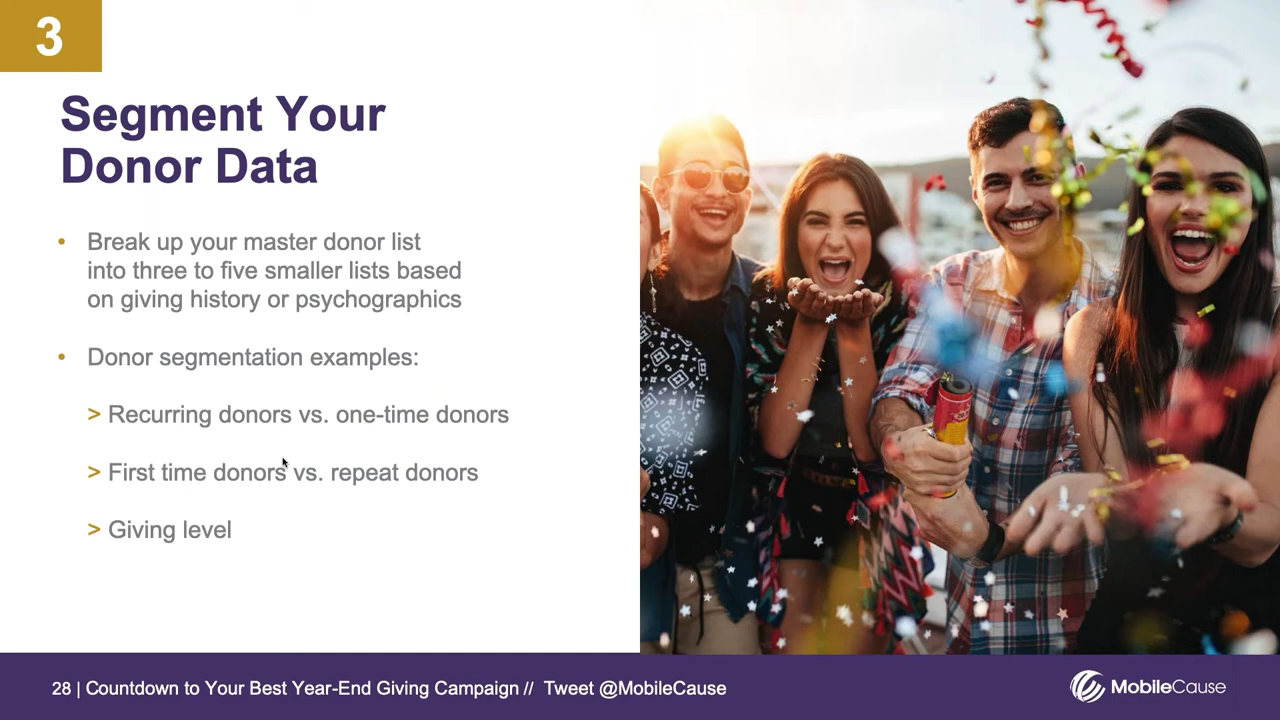 3
Segment Your
Donor Data
• Break up your master donor list
into three to five smaller lists based
on giving history or psychographics
• Donor segmentation examples:
> Recurring donors vs. one-time donors
> First time donors vs. repeat donors
> Giving level
28 | Countdown to Your Best Year-End Giving Campaign // Tweet @MobileCause
MobileCause